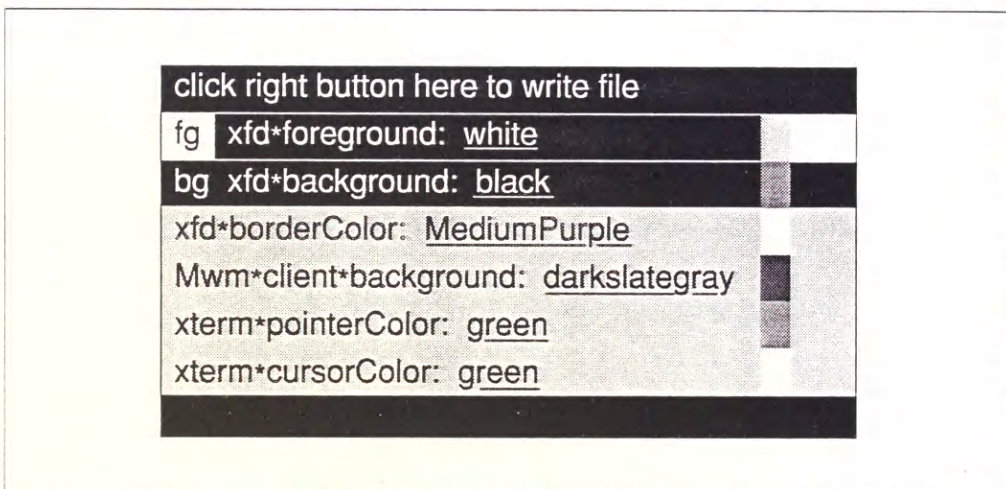 click right button here to write file
fg xfd*foreground: white
bg xfd*background: black
xfd*borderColor: MediumPurple
Mwm*client*background: darkslategray
xterm*pointerColor: green
xterm*cursorColor: green